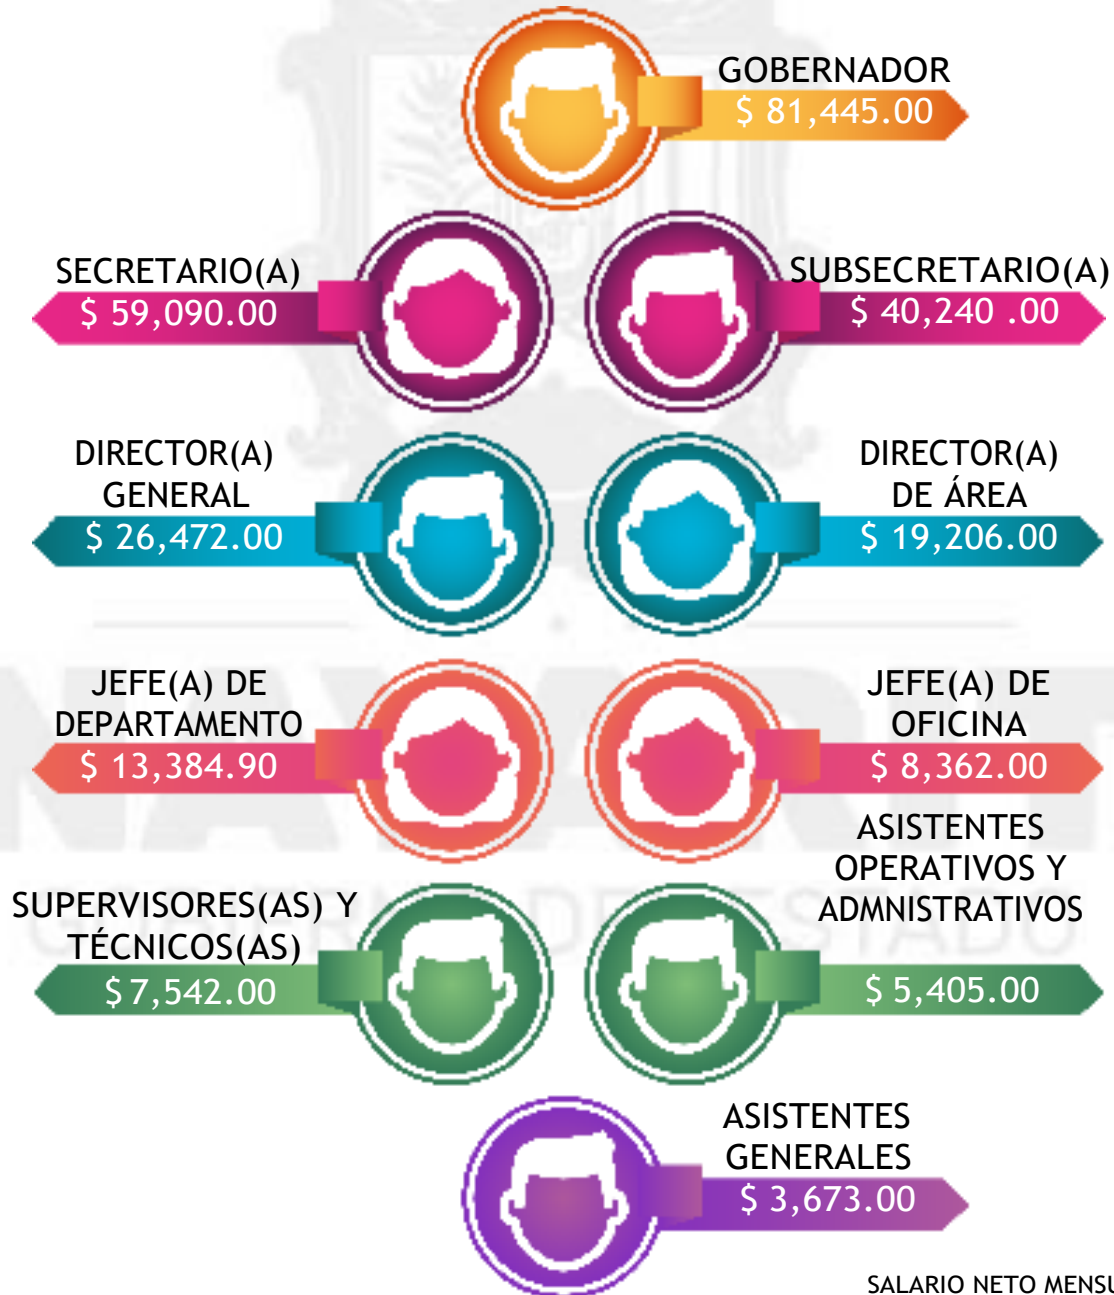 GOBERNADOR
$ 81,445.00
SECRETARIO(A)
$ 59,090.00
SUBSECRETARIO(A)
$ 40,240 .00
DIRECTOR(A)
GENERAL
$ 26,472.00
DIRECTOR(A)
DE ÁREA
$ 19,206.00
JEFE(A) DE
DEPARTAMENTO
$ 13,384.90
JEFE(A) DE
OFICINA
$ 8,362.00
SUPERVISORES(AS) Y
TÉCNICOS(AS)
$ 7,542.00
ASISTENTES
OPERATIVOS Y
ADMNISTRATIVOS
$ 5,405.00
ASISTENTES
GENERALES
$ 3,673.00
SALARIO NETO MENSU